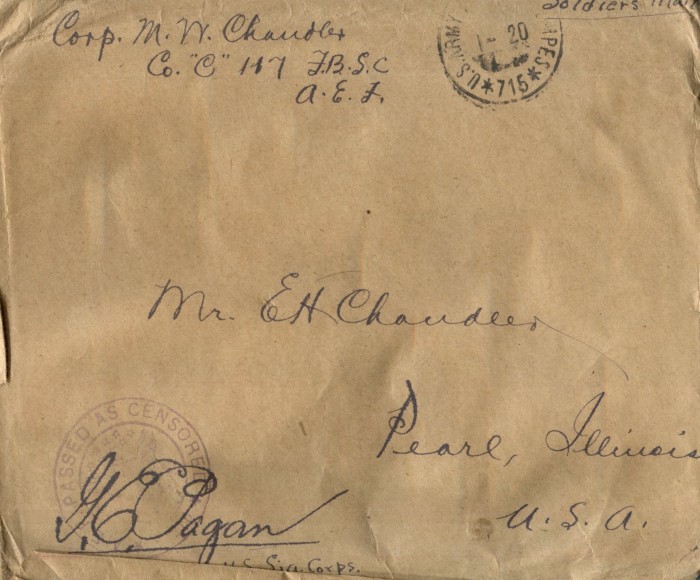 Soldiers Mail
Corp. M. W. Chandler
Co. "C" 117 F.B.S.C
A. E. F.
U.S. ARMY
1- 20
*715*
Mr. EH Chandler
Pearl, Illinois
U. S. A.
PASSED AS CENSORED
G. E. Pagan
U.S. Sig. Corps.